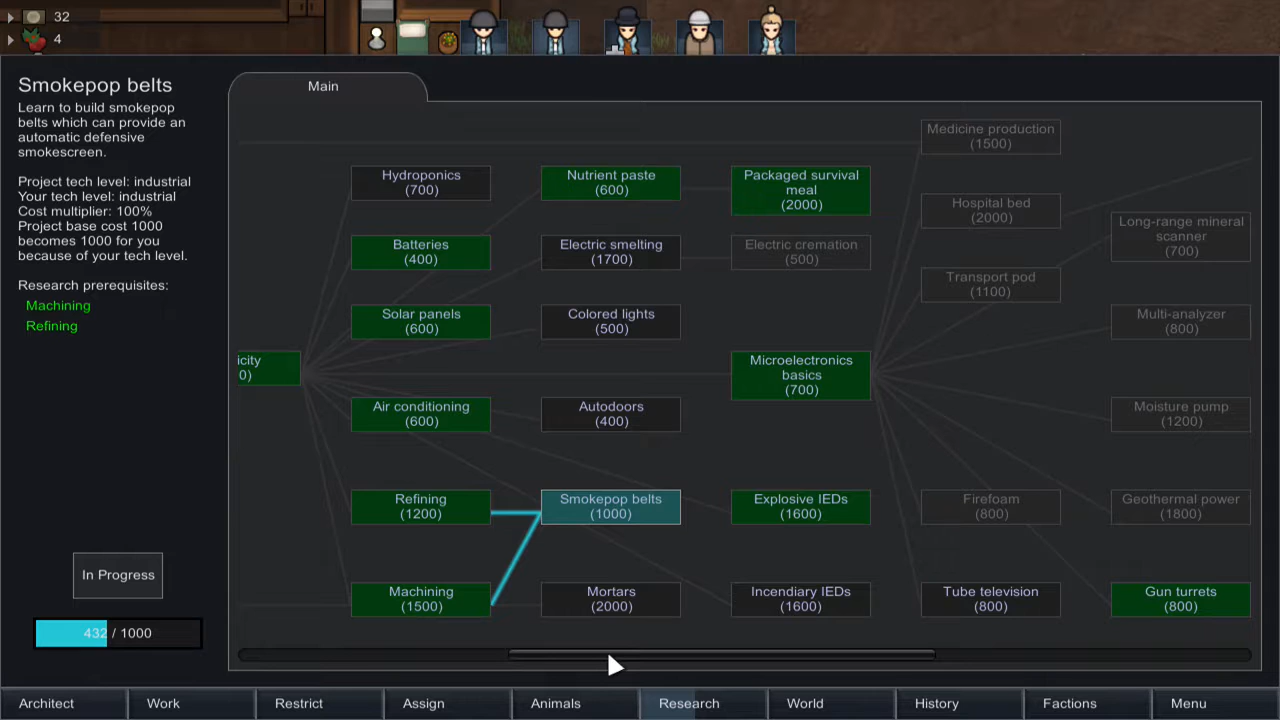 32
4
Smokepop belts
Learn to build smokepop
belts which can provide an
automatic defensive
smokescreen.
Project tech level: industrial
Your tech level: industrial
Cost multiplier: 100%
Project base cost 1000
becomes 1000 for you
because of your tech level.
Research prerequisites:
Machining
Refining
In Progress
432 / 1000
Main
icity
0)
Hydroponics
(700)
Batteries
(400)
Solar panels
(600)
Air conditioning
(600)
Refining
(1200)
Machining
(1500)
Nutrient paste
(600)
Electric smelting
(1700)
Colored lights
(500)
Autodoors
(400)
Smokepop belts
(1000)
Mortars
(2000)
Packaged survival
meal
(2000)
Electric cremation
(500)
Microelectronics
basics
(700)
Explosive IEDs
(1600)
Incendiary IEDs
(1600)
Medicine production
(1500)
Hospital bed
(2000)
Transport pod
(1100)
Firefoam
(800)
Tube television
(800)
Long-range mineral
scanner
(700)
Multi-analyzer
(800)
Moisture pump
(1200)
Geothermal power
(1800)
Gun turrets
(800)
Architect
Work
Restrict
Assign
Animals
Research
World
History
Factions
Menu